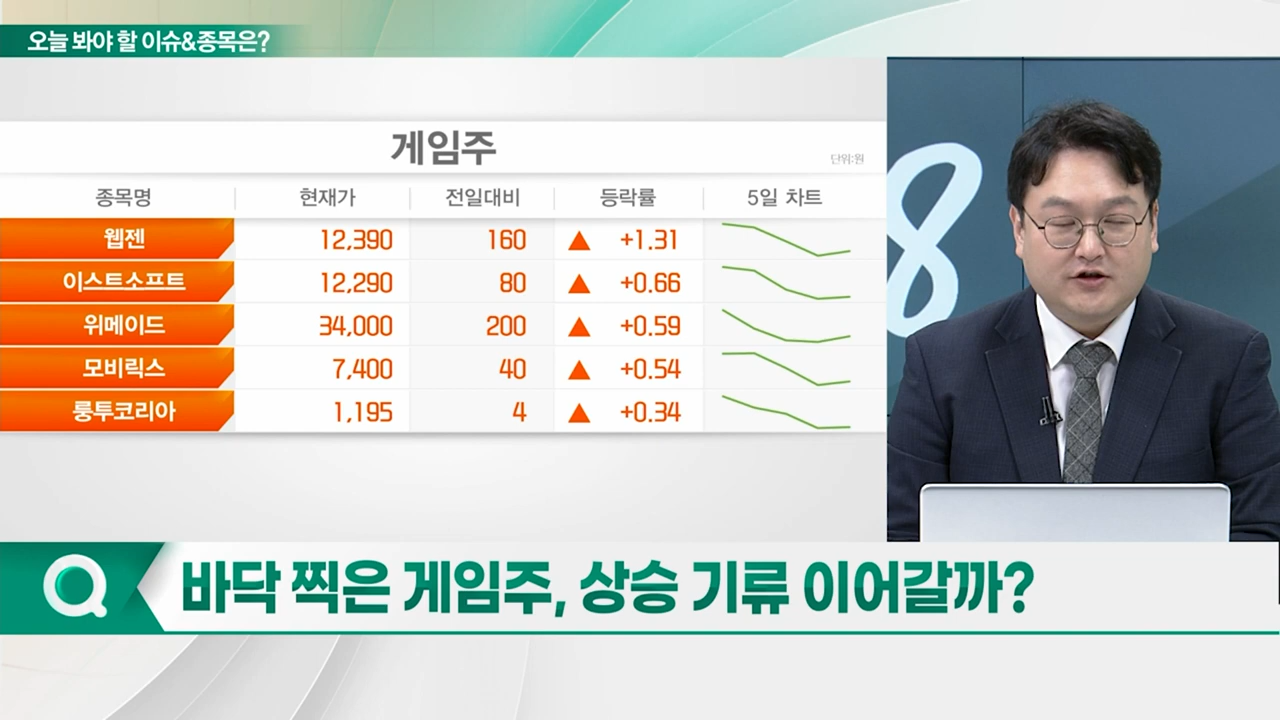 오늘 봐야 할 이슈&종목은?
게임주
단위:원
종목명 현재가 전일대비 등락률 5일 차트
웹젠 12,390 160 ▲ +1.31
이스트소프트 12,290 80 ▲ +0.66
위메이드 34,000 200 ▲ +0.59
모비릭스 7,400 40 ▲ +0.54
룽투코리아 1,195 4 ▲ +0.34
8
바닥 찍은 게임주, 상승 기류 이어갈까?